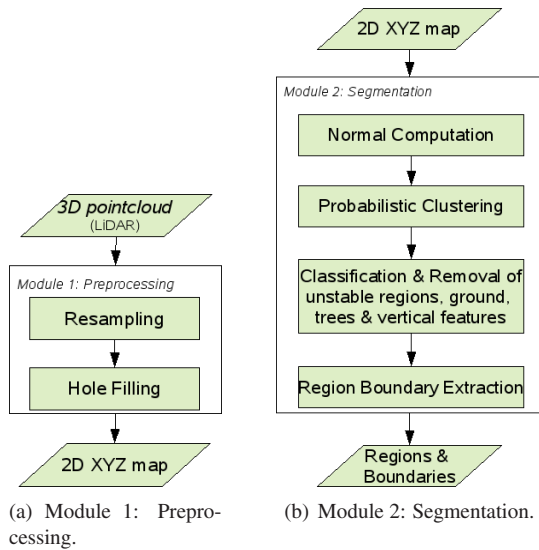 3D pointcloud
(LiDAR)
Module 1: Preprocessing
Resampling
Hole Filling
2D XYZ map
(a) Module 1: Prepro-
cessing.
2D XYZ map
Module 2: Segmentation
Normal Computation
Probabilistic Clustering
Classification & Removal of
unstable regions, ground,
trees & vertical features
Region Boundary Extraction
Regions &
Boundaries
(b) Module 2: Segmentation.